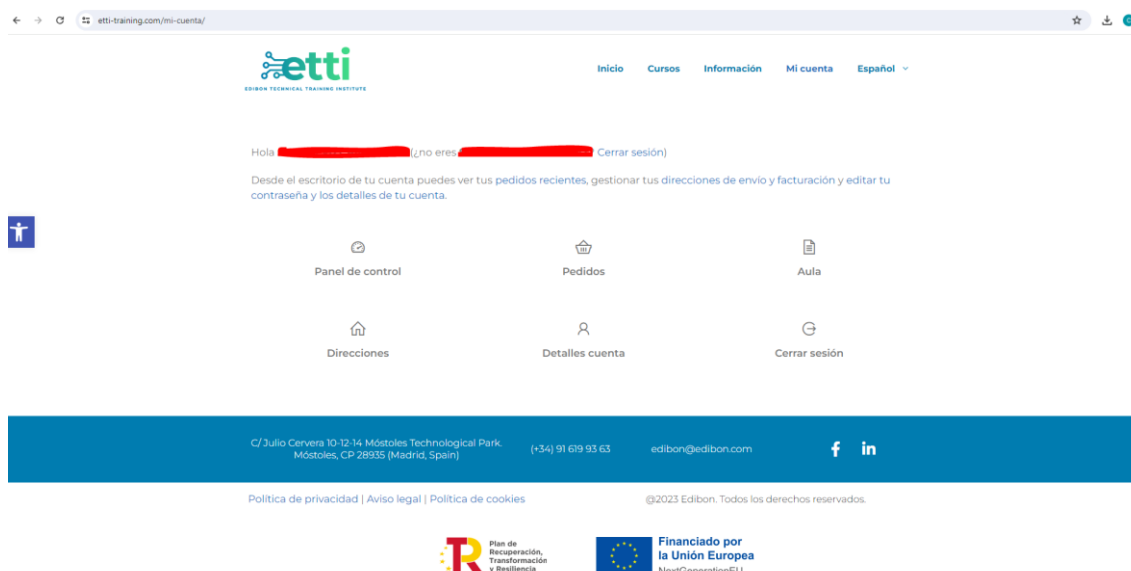 etti-training.com/mi-cuenta/
etti
EDIBON TECHNICAL TRAINING INSTITUTE
Inicio Cursos Información Mi cuenta Español
Hola (¿no eres Cerrar sesión)
Desde el escritorio de tu cuenta puedes ver tus pedidos recientes, gestionar tus direcciones de envío y facturación y editar tu
contraseña y los detalles de tu cuenta.
Panel de control Pedidos Aula
Direcciones Detalles cuenta Cerrar sesión
C/ Julio Cervera 10-12-14 Móstoles Technological Park.
Móstoles, CP 28935 (Madrid, Spain)
(+34) 91 619 93 63
edibon@edibon.com
f in
Política de privacidad | Aviso legal | Política de cookies
@2023 Edibon. Todos los derechos reservados.
Plan de
Recuperación,
Transformación
y Resiliencia
Financiado por
la Unión Europea
NextGenerationEU